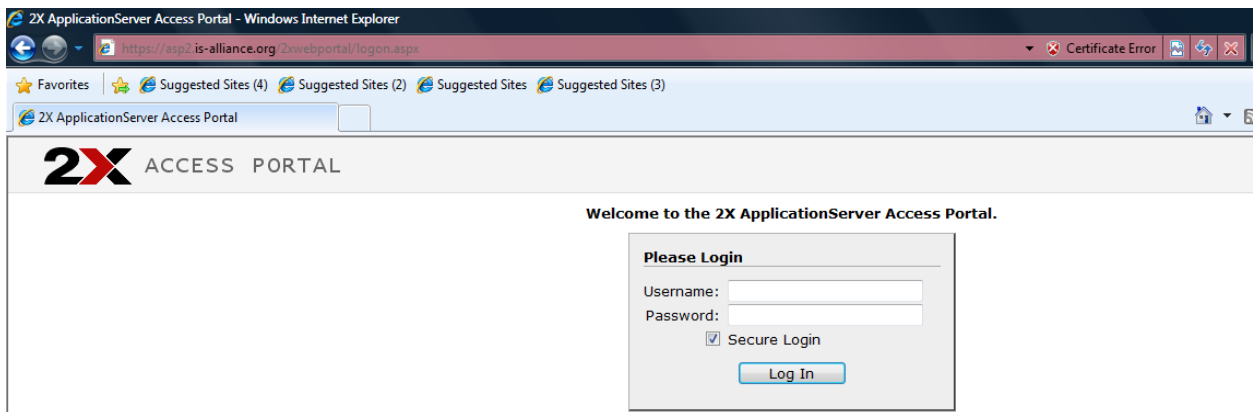 2X ApplicationServer Access Portal - Windows Internet Explorer
https://asp2.is-alliance.org/2xwebportal/logon.aspx Certificate Error
Favorites Suggested Sites (4) Suggested Sites (2) Suggested Sites Suggested Sites (3)
2X ApplicationServer Access Portal
2X ACCESS PORTAL
Welcome to the 2X ApplicationServer Access Portal.
Please Login
Username:
Password:
Secure Login
Log In